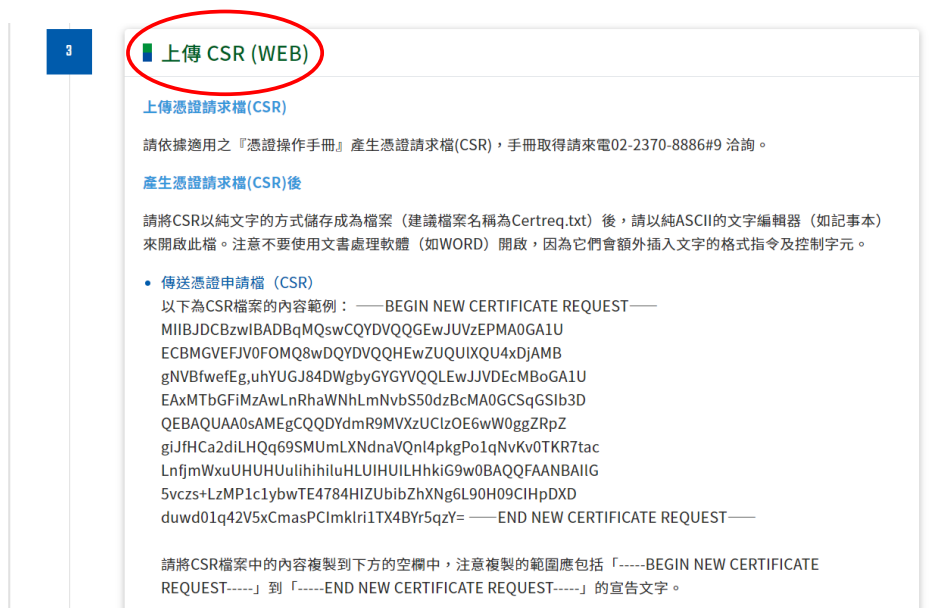 3
上傳 CSR (WEB)
上傳憑證請求檔(CSR)
請依據適用之『憑證操作手冊』產生憑證請求檔(CSR)，手冊取得請來電02-2370-8886#9 洽詢。
產生憑證請求檔(CSR)後
請將CSR以純文字的方式儲存成為檔案（建議檔案名稱為Certreq.txt）後，請以純ASCII的文字編輯器（如記事本）
來開啟此檔。注意不要使用文書處理軟體（如WORD）開啟，因為它們會額外插入文字的格式指令及控制字元。
• 傳送憑證申請檔（CSR）
以下為CSR檔案的內容範例： ——BEGIN NEW CERTIFICATE REQUEST——
MIIBJDCBzwIBADBqMQswCQYDVQQGEwJUVzEPMA0GA1U
ECBMGVEFJV0FOMQ8wDQYDVQQHEwZUQUlXQU4xDjAMB
gNVBfwefEg,uhYUGJ84DWgbyGYGYVQQLEwJJVDEcMBoGA1U
EAxMTbGFiMzAwLnRhaWNhLmNvbS50dzBcMA0GCSqGSIb3D
QEBAQUAA0sAMEgCQQDYdmR9MVXzUClzOE6wW0ggZRpZ
giJfHCa2diLHQq69SMUmLXNdnaVQnl4pkgPo1qNvKv0TKR7tac
LnfjmWxuUHUHUulihihiluHLUIHUILHhkiG9w0BAQQFAANBAIlG
5vczs+LzMP1c1ybwTE4784HIZUbibZhXNg6L90H09CIHpDXD
duwd01q42V5xCmasPCImklri1TX4BYr5qzY= ——END NEW CERTIFICATE REQUEST——
請將CSR檔案中的內容複製到下方的空欄中，注意複製的範圍應包括「-----BEGIN NEW CERTIFICATE
REQUEST-----」到「-----END NEW CERTIFICATE REQUEST-----」的宣告文字。